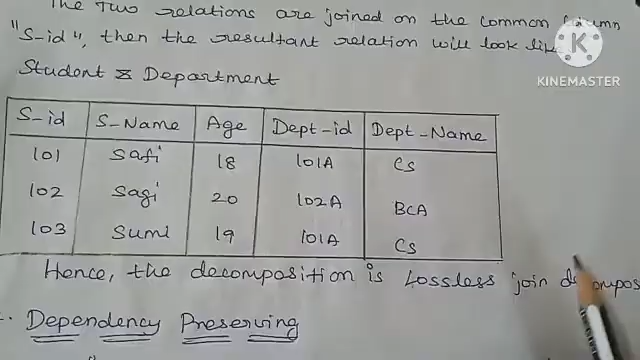 The Two relations are joined on the common Column
"S-id", then the resultant relation will look like
KINEMASTER
Student ⋈ Department
S-id S-Name Age Dept-id Dept-Name
101 Safi 18 101A Cs
102 Sagi 20 102A BCA
103 Sumi 19 101A Cs
Hence, the decomposition is Lossless join decompos
Dependency Preserving